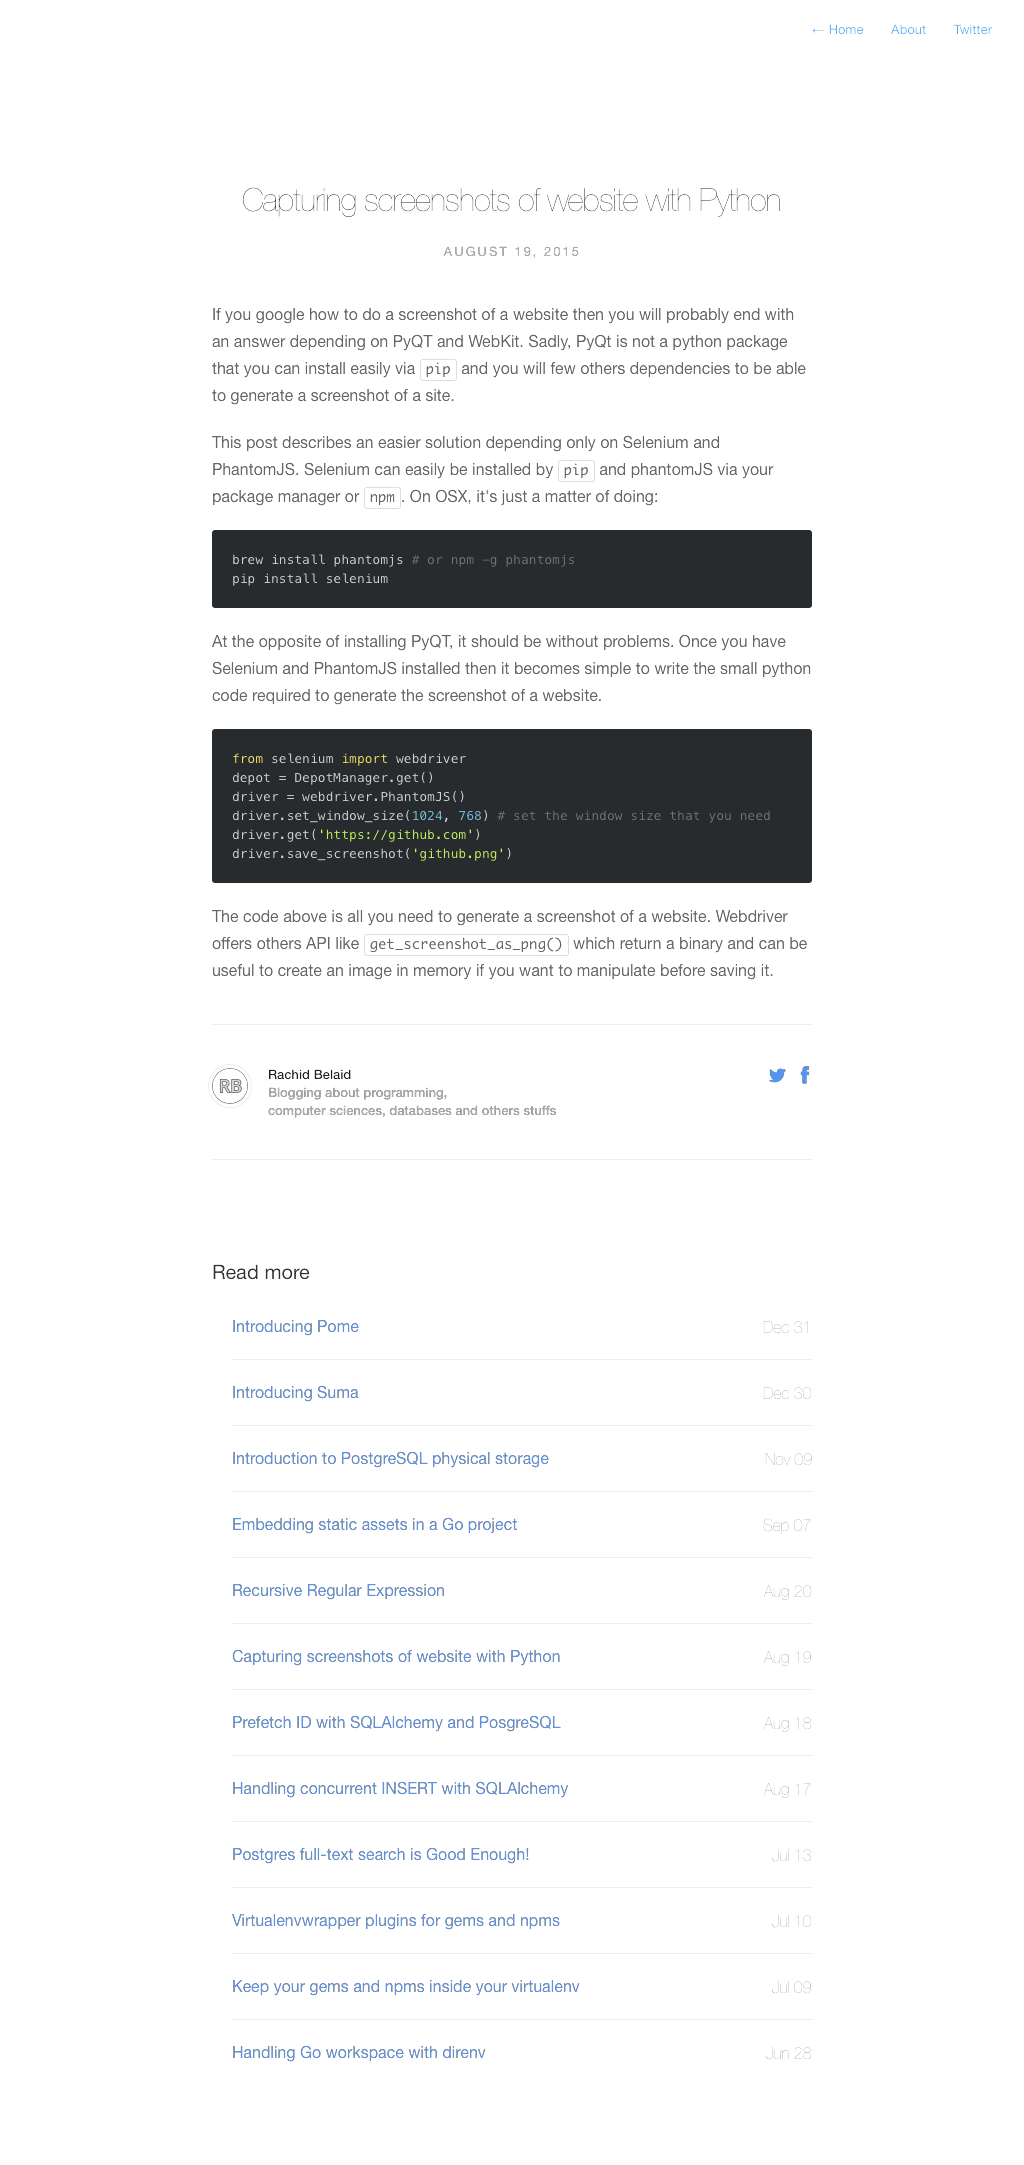 ← Home About Twitter
Capturing screenshots of website with Python
AUGUST 19, 2015
If you google how to do a screenshot of a website then you will probably end with
an answer depending on PyQT and WebKit. Sadly, PyQt is not a python package
that you can install easily via pip and you will few others dependencies to be able
to generate a screenshot of a site.
This post describes an easier solution depending only on Selenium and
PhantomJS. Selenium can easily be installed by pip and phantomJS via your
package manager or npm. On OSX, it's just a matter of doing:
brew install phantomjs # or npm -g phantomjs
pip install selenium
At the opposite of installing PyQT, it should be without problems. Once you have
Selenium and PhantomJS installed then it becomes simple to write the small python
code required to generate the screenshot of a website.
from selenium import webdriver
depot = DepotManager.get()
driver = webdriver.PhantomJS()
driver.set_window_size(1024, 768) # set the window size that you need
driver.get('https://github.com')
driver.save_screenshot('github.png')
The code above is all you need to generate a screenshot of a website. Webdriver
offers others API like get_screenshot_as_png() which return a binary and can be
useful to create an image in memory if you want to manipulate before saving it.
RB
Rachid Belaid
Blogging about programming,
computer sciences, databases and others stuffs
Read more
Introducing Pome Dec 31
Introducing Suma Dec 30
Introduction to PostgreSQL physical storage Nov 09
Embedding static assets in a Go project Sep 07
Recursive Regular Expression Aug 20
Capturing screenshots of website with Python Aug 19
Prefetch ID with SQLAlchemy and PosgreSQL Aug 18
Handling concurrent INSERT with SQLAlchemy Aug 17
Postgres full-text search is Good Enough! Jul 13
Virtualenvwrapper plugins for gems and npms Jul 10
Keep your gems and npms inside your virtualenv Jul 09
Handling Go workspace with direnv Jun 28